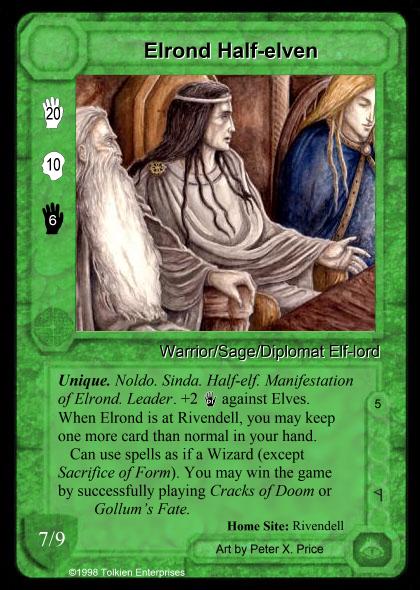 Elrond Half-elven
20
10
6
Warrior/Sage/Diplomat Elf-lord
Unique. Noldo. Sinda. Half-elf. Manifestation
of Elrond. Leader. +2 against Elves.
When Elrond is at Rivendell, you may keep
one more card than normal in your hand.
Can use spells as if a Wizard (except
Sacrifice of Form). You may win the game
by successfully playing Cracks of Doom or
Gollum's Fate.
5
Home Site: Rivendell
7/9
Art by Peter X. Price
©1998 Tolkien Enterprises